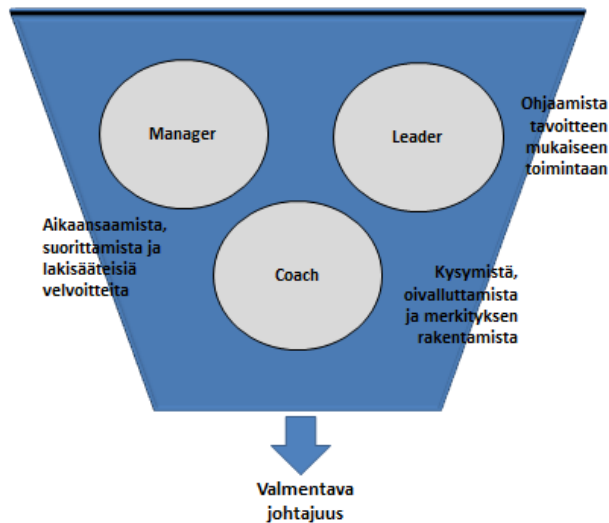 Manager
Leader
Ohjaamista
tavoitteen
mukaiseen
toimintaan
Aikaansaamista,
suorittamista ja
lakisääteisiä
velvoitteita
Coach
Kysymistä,
oivalluttamista
ja merkityksen
rakentamista
Valmentava
johtajuus